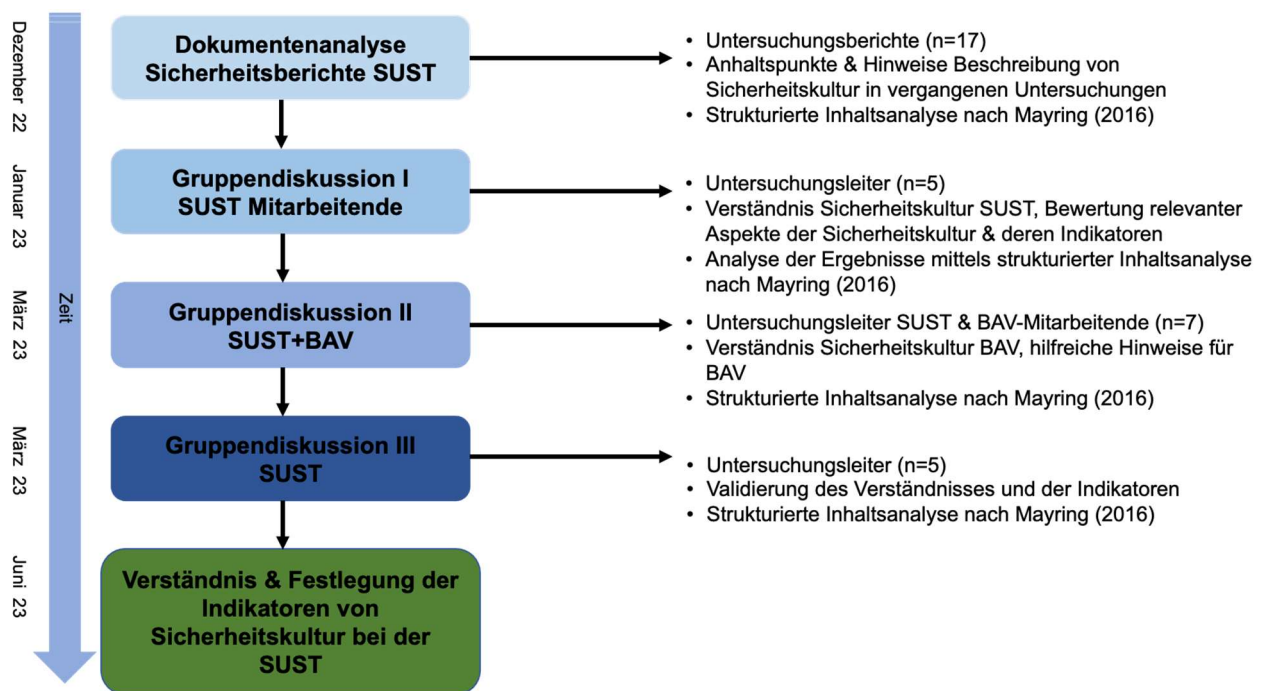 Zeit
Dezember 22
Januar 23
März 23
März 23
Juni 23
Dokumentenanalyse
Sicherheitsberichte SUST
• Untersuchungsberichte (n=17)
• Anhaltspunkte & Hinweise Beschreibung von
Sicherheitskultur in vergangenen Untersuchungen
• Strukturierte Inhaltsanalyse nach Mayring (2016)
Gruppendiskussion I
SUST Mitarbeitende
• Untersuchungsleiter (n=5)
• Verständnis Sicherheitskultur SUST, Bewertung relevanter
Aspekte der Sicherheitskultur & deren Indikatoren
• Analyse der Ergebnisse mittels strukturierter Inhaltsanalyse
nach Mayring (2016)
Gruppendiskussion II
SUST+BAV
• Untersuchungsleiter SUST & BAV-Mitarbeitende (n=7)
• Verständnis Sicherheitskultur BAV, hilfreiche Hinweise für
BAV
• Strukturierte Inhaltsanalyse nach Mayring (2016)
Gruppendiskussion III
SUST
• Untersuchungsleiter (n=5)
• Validierung des Verständnisses und der Indikatoren
• Strukturierte Inhaltsanalyse nach Mayring (2016)
Verständnis & Festlegung der
Indikatoren von
Sicherheitskultur bei der
SUST